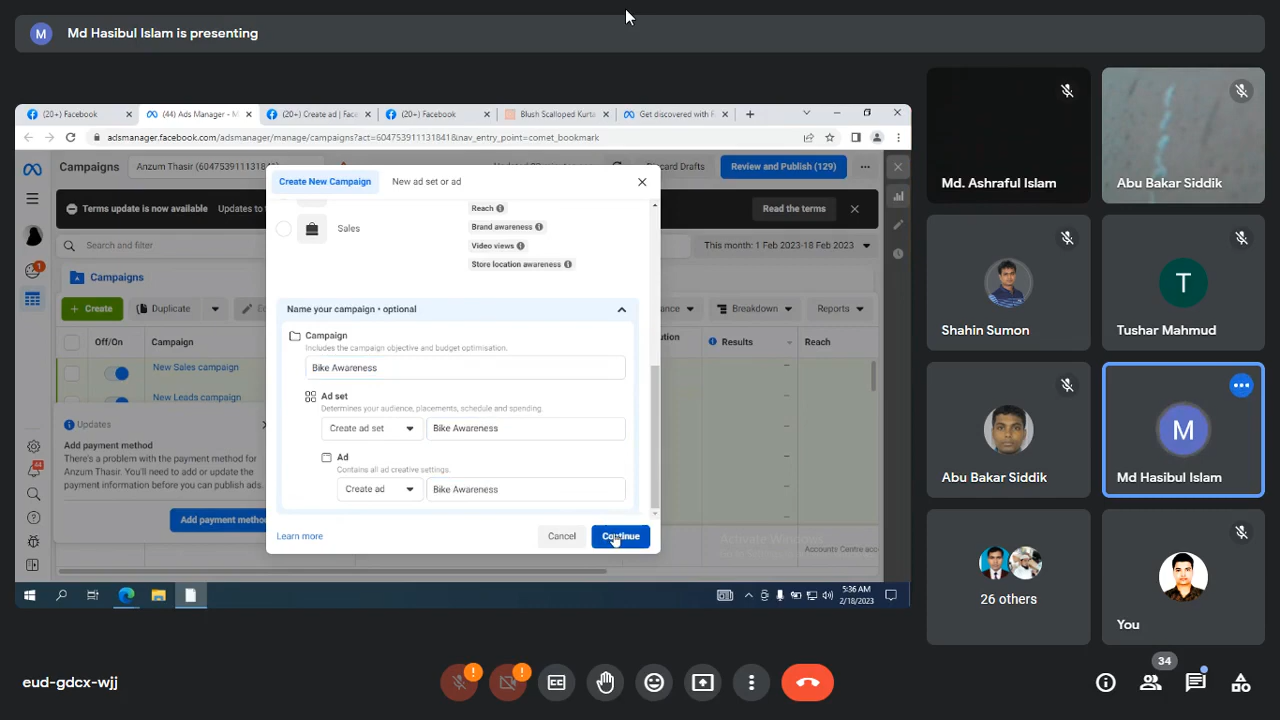 M
Md Hasibul Islam is presenting
(20+) Facebook
(44) Ads Manager - M
(20+) Create ad | Fac
(20+) Facebook
Blush Scalloped Kurta
Get discovered with F
adsmanager.facebook.com/adsmanager/manage/campaigns?act=604753911131841&nav_entry_point=comet_bookmark
Campaigns
Anzum Thasir (604753911131841)
Discard Drafts
Review and Publish (129)
Create New Campaign
New ad set or ad
Terms update is now available
Updates to
Read the terms
Search and filter
This month: 1 Feb 2023-18 Feb 2023
Reach
Brand awareness
Video views
Store location awareness
Sales
Campaigns
+ Create
Duplicate
Breakdown
Reports
Off/On
Campaign
Results
Reach
New Sales campaign
New Leads campaign
Name your campaign • optional
Campaign
Includes the campaign objective and budget optimisation.
Bike Awareness
Ad set
Determines your audience, placements, schedule and spending.
Create ad set
Bike Awareness
Ad
Contains all ad creative settings.
Create ad
Bike Awareness
Learn more
Cancel
Continue
Updates
Add payment method
There's a problem with the payment method for
Anzum Thasir. You'll need to add or update the
payment information before you can publish ads.
Add payment method
1
44
Activate Windows
Accounts Centre acc
5:36 AM
2/18/2023
Md. Ashraful Islam
Abu Bakar Siddik
Shahin Sumon
T
Tushar Mahmud
Abu Bakar Siddik
M
Md Hasibul Islam
26 others
You
eud-gdcx-wjj
CC
34